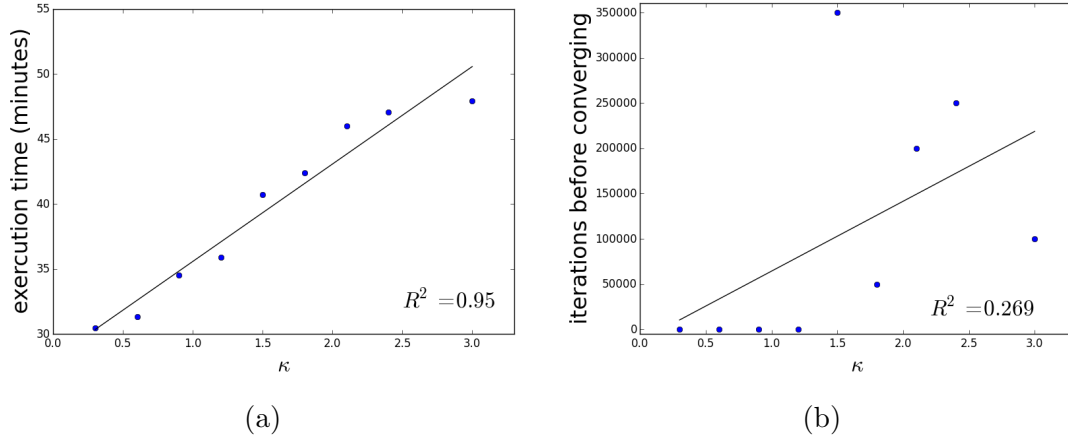 55
50
45
40
35
30
exercution time (minutes)
R² =0.95
0.0 0.5 1.0 1.5 2.0 2.5 3.0
κ
(a)
350000
300000
250000
200000
150000
100000
50000
0
iterations before converging
R² =0.269
0.0 0.5 1.0 1.5 2.0 2.5 3.0
κ
(b)